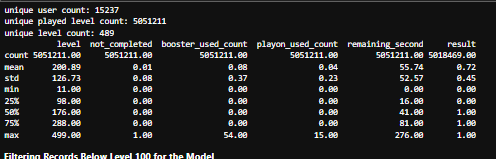 unique user count: 15237
unique played level count: 5051211
unique level count: 489
level not_completed booster_used_count playon_used_count remaining_second result
count 5051211.00 5051211.00 5051211.00 5051211.00 5051211.00 5018469.00
mean 200.89 0.01 0.08 0.04 55.74 0.72
std 126.73 0.08 0.37 0.23 52.57 0.45
min 11.00 0.00 0.00 0.00 0.00 0.00
25% 98.00 0.00 0.00 0.00 16.00 0.00
50% 176.00 0.00 0.00 0.00 41.00 1.00
75% 288.00 0.00 0.00 0.00 81.00 1.00
max 499.00 1.00 54.00 15.00 276.00 1.00
Filtering Records Below Level 100 for the Model